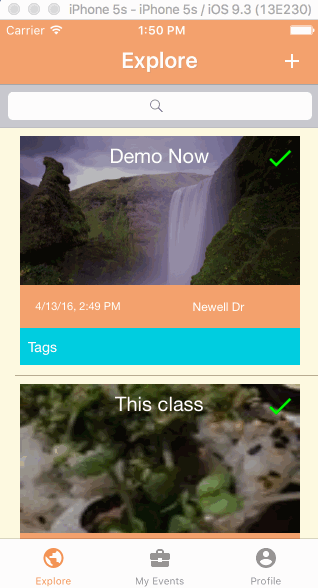 iPhone 5s - iPhone 5s / iOS 9.3 (13E230)
Carrier 1:50 PM
Explore +
Demo Now
4/13/16, 2:49 PM Newell Dr
Tags
This class
Explore My Events Profile